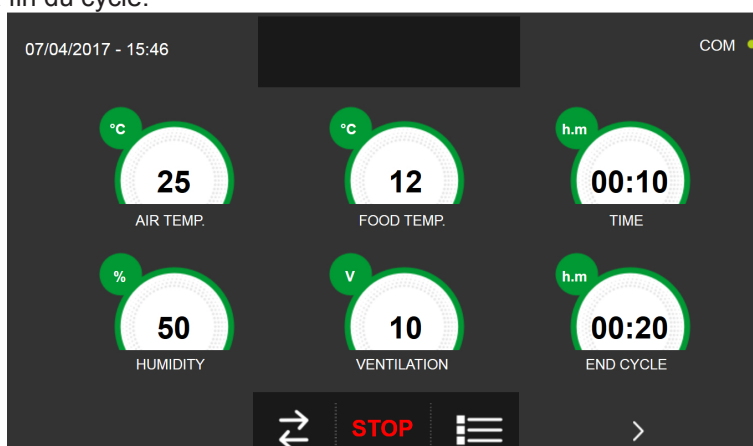 fin du cycle.
07/04/2017 - 15:46
COM
°C
25
AIR TEMP.
°C
12
FOOD TEMP.
h.m
00:10
TIME
%
50
HUMIDITY
V
10
VENTILATION
h.m
00:20
END CYCLE
STOP